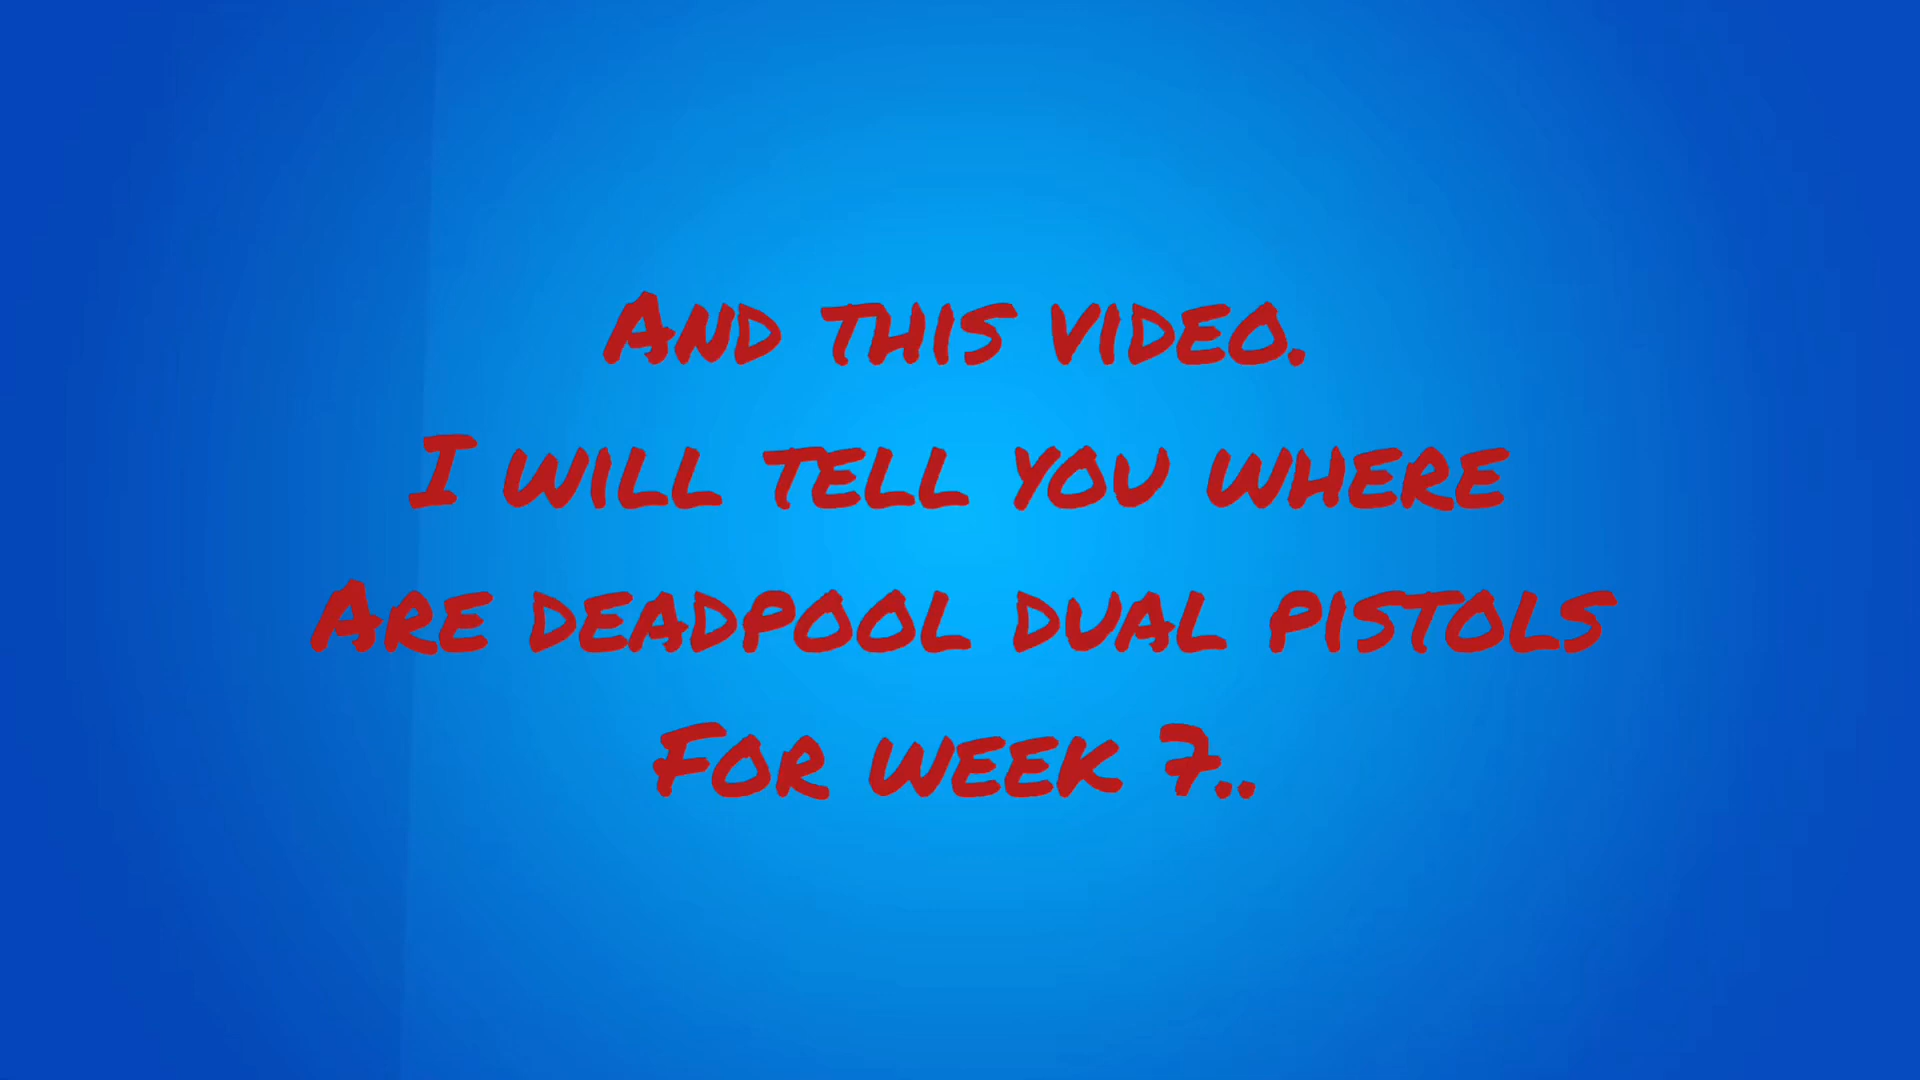 And this video.
I will tell you where
Are deadpool dual pistols
For week 7..